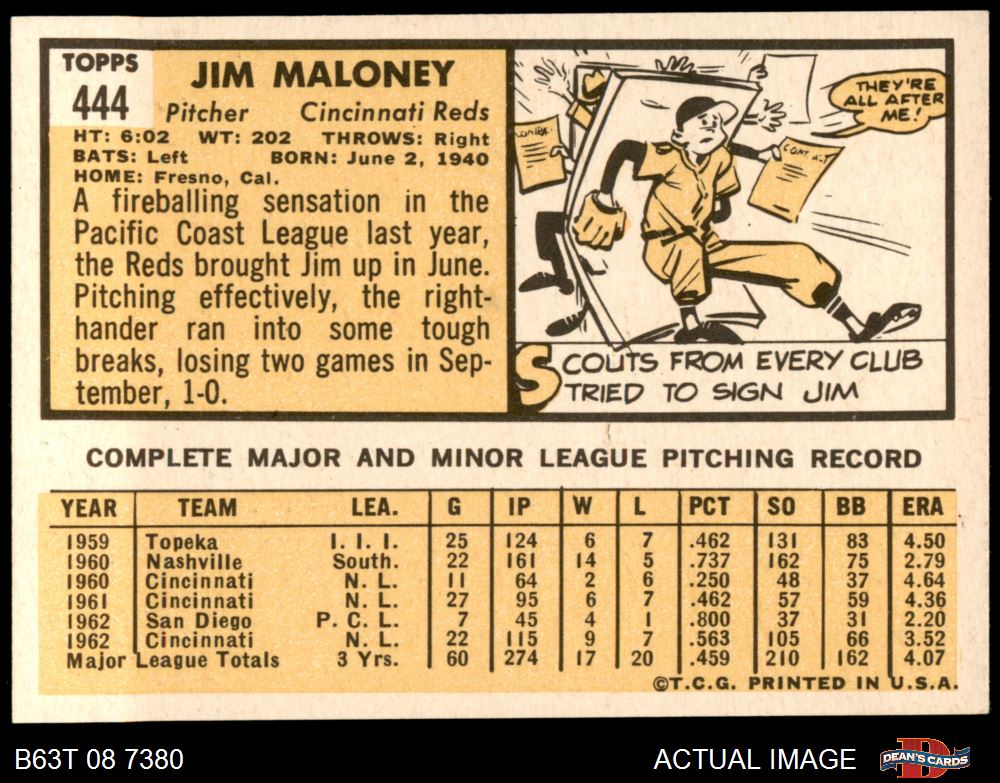 TOPPS
444
JIM MALONEY
Pitcher Cincinnati Reds
HT: 6:02 WT: 202 THROWS: Right
BATS: Left BORN: June 2, 1940
HOME: Fresno, Cal.
A fireballing sensation in the
Pacific Coast League last year,
the Reds brought Jim up in June.
Pitching effectively, the right-
hander ran into some tough
breaks, losing two games in Sep-
tember, 1-0.
THEY'RE
ALL AFTER
ME!
SCOUTS FROM EVERY CLUB
TRIED TO SIGN JIM
COMPLETE MAJOR AND MINOR LEAGUE PITCHING RECORD
YEAR TEAM LEA. G IP W L PCT SO BB ERA
1959 Topeka I. I. I. 25 124 6 7 .462 131 83 4.50
1960 Nashville South. 22 161 14 5 .737 162 75 2.79
1960 Cincinnati N. L. 11 64 2 6 .250 48 37 4.64
1961 Cincinnati N. L. 27 95 6 7 .462 57 59 4.36
1962 San Diego P. C. L. 7 45 4 1 .800 37 31 2.20
1962 Cincinnati N. L. 22 115 9 7 .563 105 66 3.52
Major League Totals 3 Yrs. 60 274 17 20 .459 210 162 4.07
©T.C.G. PRINTED IN U.S.A.
B63T 08 7380
ACTUAL IMAGE
DEAN'S CARDS